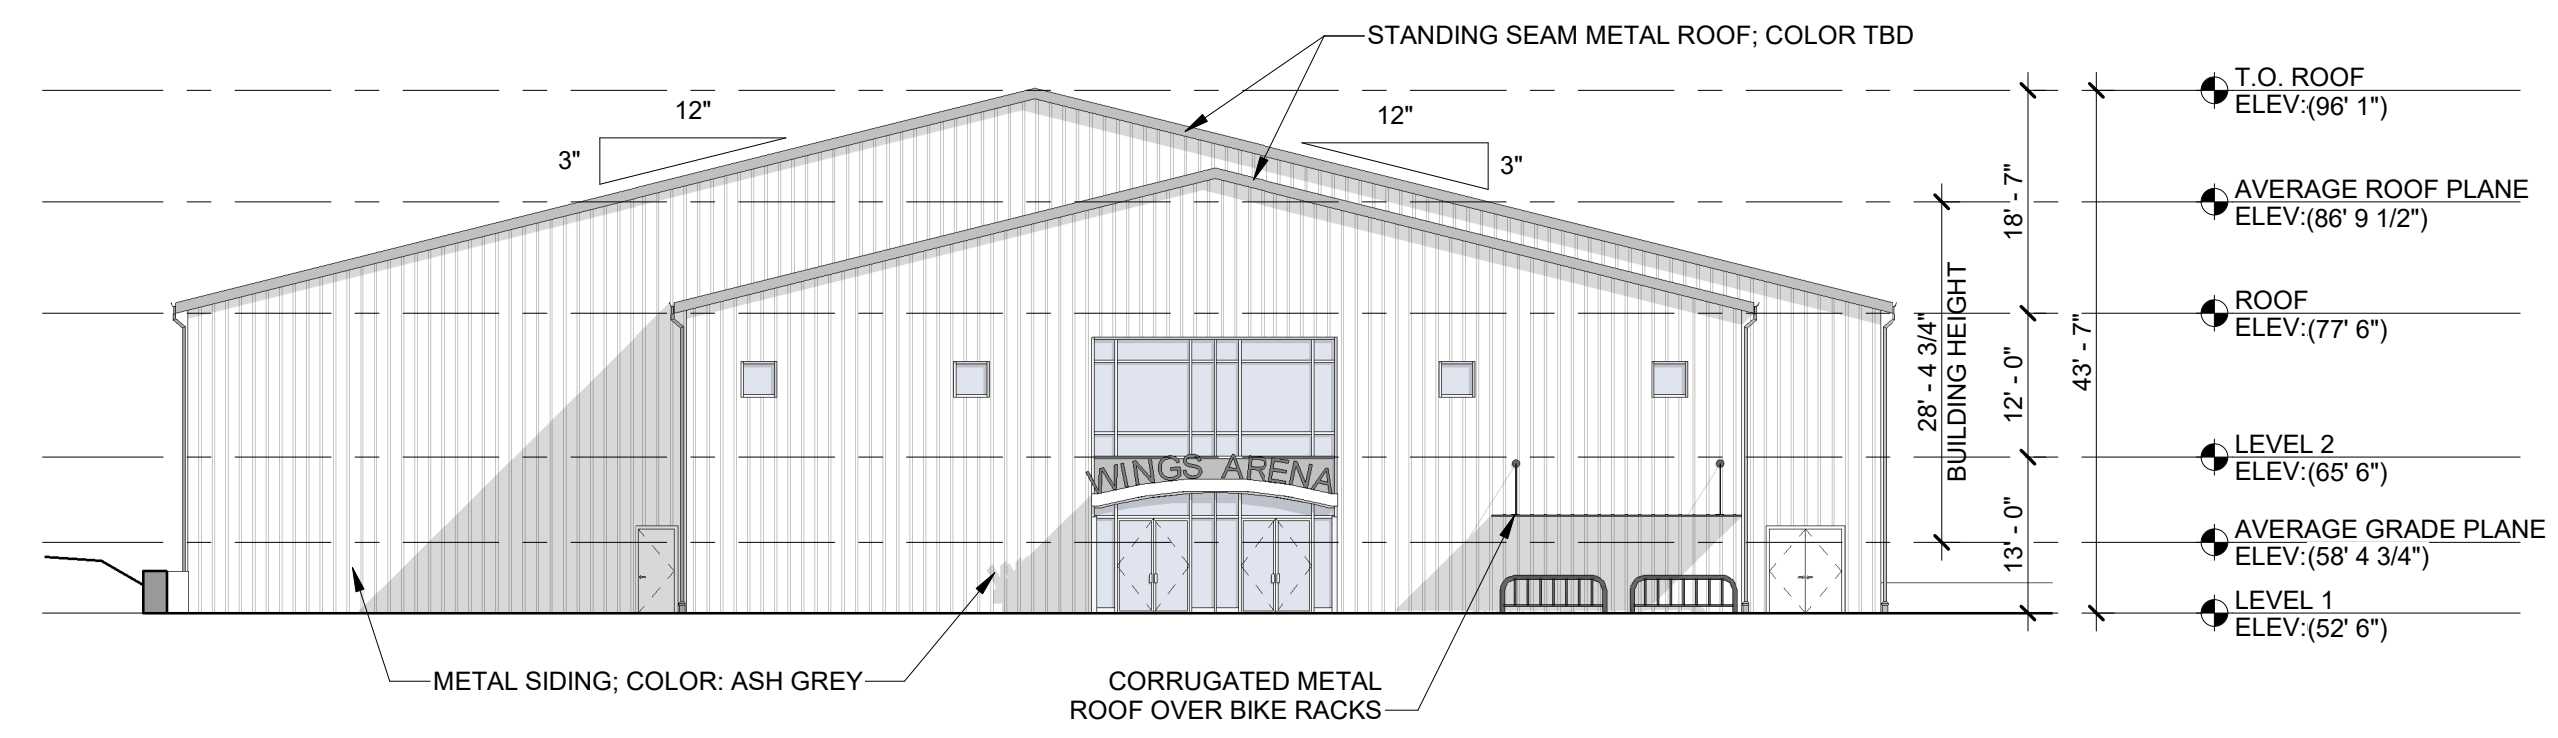 STANDING SEAM METAL ROOF; COLOR TBD
T.O. ROOF
ELEV:(96' 1")
12"
12"
3"
3"
18' - 7"
AVERAGE ROOF PLANE
ELEV:(86' 9 1/2")
ROOF
ELEV:(77' 6")
28' - 4 3/4"
BUILDING HEIGHT
12' - 0"
43' - 7"
LEVEL 2
ELEV:(65' 6")
WINGS ARENA
13' - 0"
AVERAGE GRADE PLANE
ELEV:(58' 4 3/4")
LEVEL 1
ELEV:(52' 6")
METAL SIDING; COLOR: ASH GREY
CORRUGATED METAL
ROOF OVER BIKE RACKS